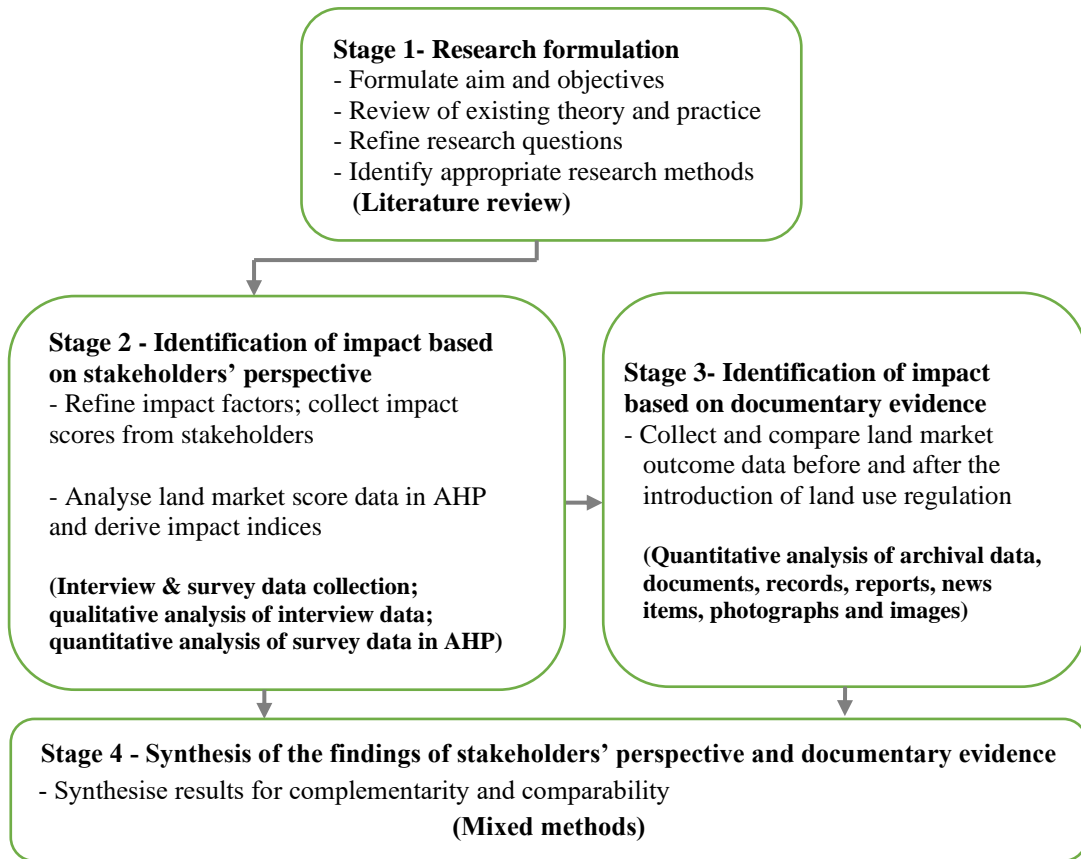 Stage 1- Research formulation
- Formulate aim and objectives
- Review of existing theory and practice
- Refine research questions
- Identify appropriate research methods
(Literature review)
Stage 2 - Identification of impact based
on stakeholders’ perspective
- Refine impact factors; collect impact
scores from stakeholders
- Analyse land market score data in AHP
and derive impact indices
(Interview & survey data collection;
qualitative analysis of interview data;
quantitative analysis of survey data in AHP)
Stage 3- Identification of impact
based on documentary evidence
- Collect and compare land market
outcome data before and after the
introduction of land use regulation
(Quantitative analysis of archival data,
documents, records, reports, news
items, photographs and images)
Stage 4 - Synthesis of the findings of stakeholders’ perspective and documentary evidence
- Synthesise results for complementarity and comparability
(Mixed methods)